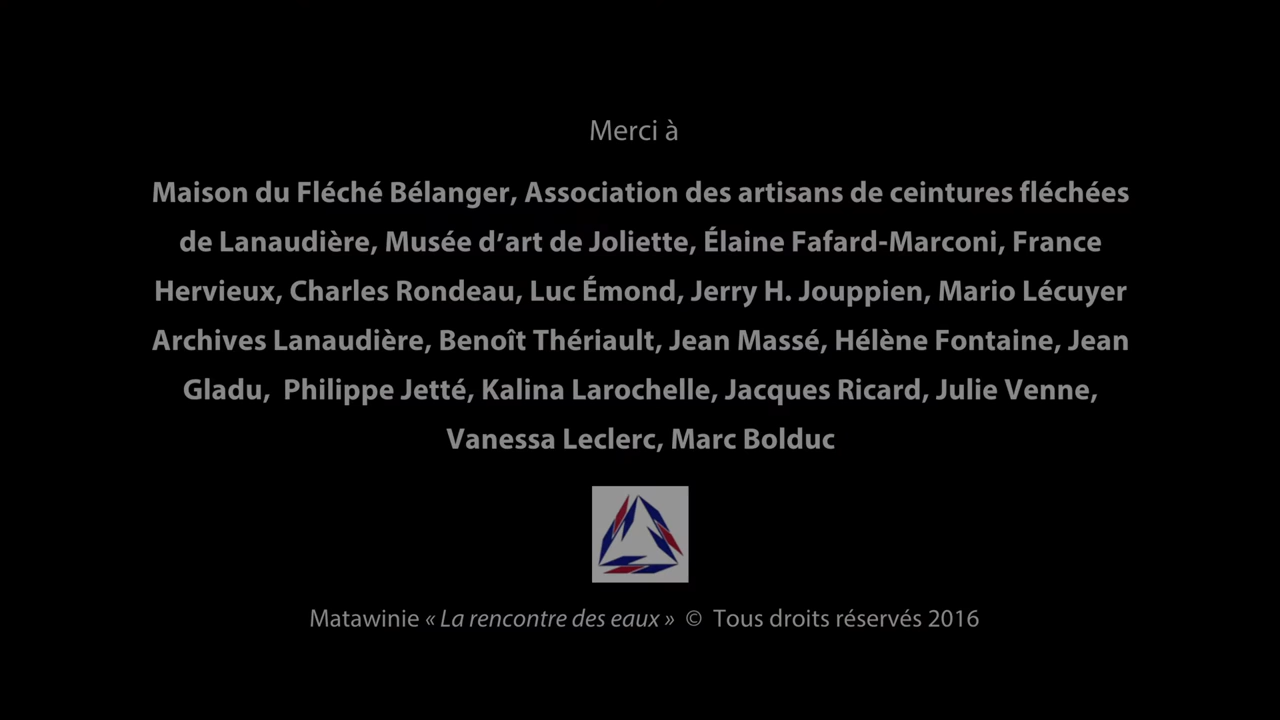 Merci à
Maison du Fléché Bélanger, Association des artisans de ceintures fléchées
de Lanaudière, Musée d’art de Joliette, Élaine Fafard-Marconi, France
Hervieux, Charles Rondeau, Luc Émond, Jerry H. Jouppien, Mario Lécuyer
Archives Lanaudière, Benoît Thériault, Jean Massé, Hélène Fontaine, Jean
Gladu,  Philippe Jetté, Kalina Larochelle, Jacques Ricard, Julie Venne,
Vanessa Leclerc, Marc Bolduc
Matawinie « La rencontre des eaux »  ©  Tous droits réservés 2016